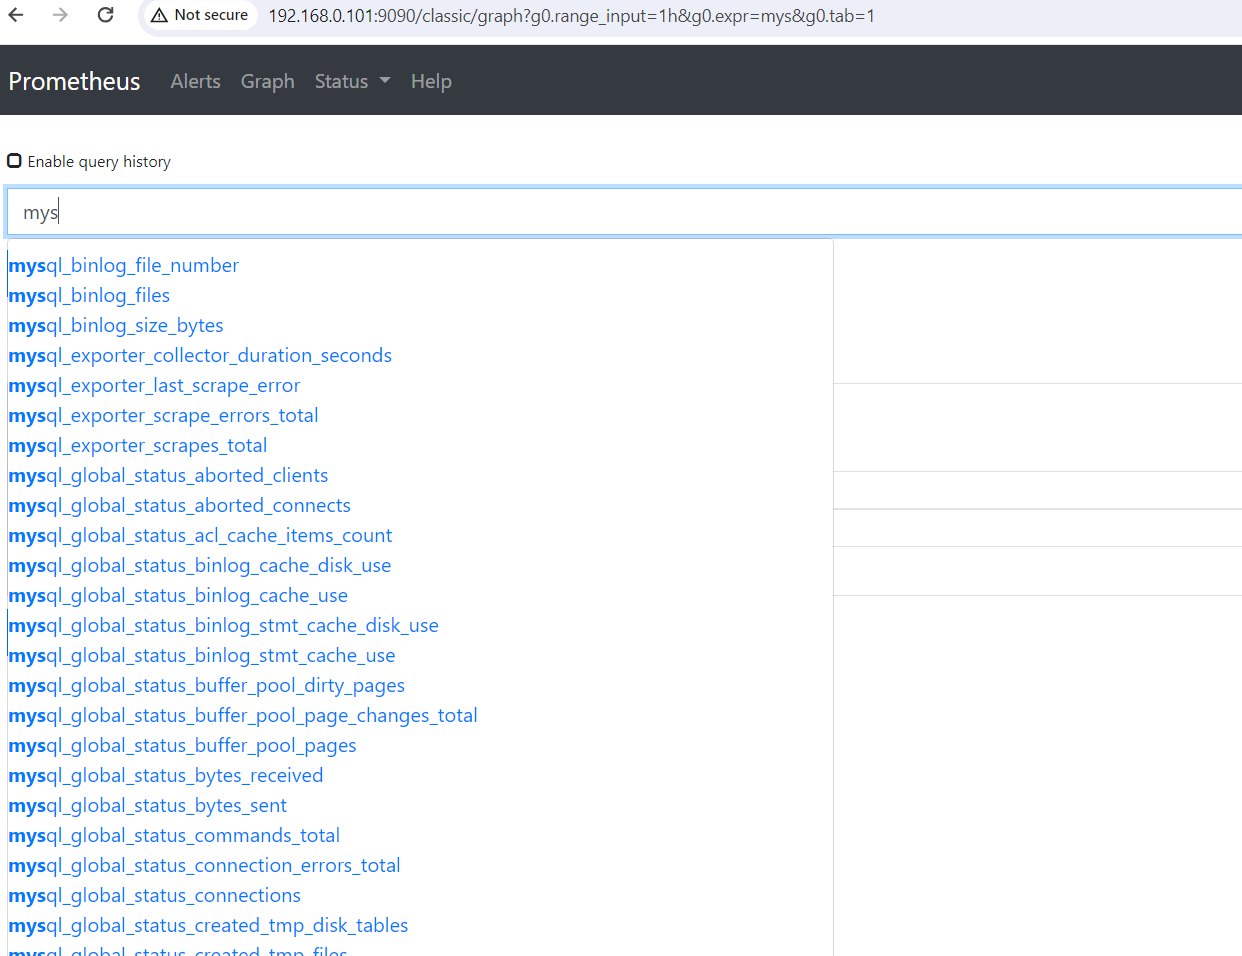 Not secure 192.168.0.101:9090/classic/graph?g0.range_input=1h&g0.expr=mys&g0.tab=1
Prometheus Alerts Graph Status Help
Enable query history
mys
mysql_binlog_file_number
mysql_binlog_files
mysql_binlog_size_bytes
mysql_exporter_collector_duration_seconds
mysql_exporter_last_scrape_error
mysql_exporter_scrape_errors_total
mysql_exporter_scrapes_total
mysql_global_status_aborted_clients
mysql_global_status_aborted_connects
mysql_global_status_acl_cache_items_count
mysql_global_status_binlog_cache_disk_use
mysql_global_status_binlog_cache_use
mysql_global_status_binlog_stmt_cache_disk_use
mysql_global_status_binlog_stmt_cache_use
mysql_global_status_buffer_pool_dirty_pages
mysql_global_status_buffer_pool_page_changes_total
mysql_global_status_buffer_pool_pages
mysql_global_status_bytes_received
mysql_global_status_bytes_sent
mysql_global_status_commands_total
mysql_global_status_connection_errors_total
mysql_global_status_connections
mysql_global_status_created_tmp_disk_tables
mysql_global_status_created_tmp_files